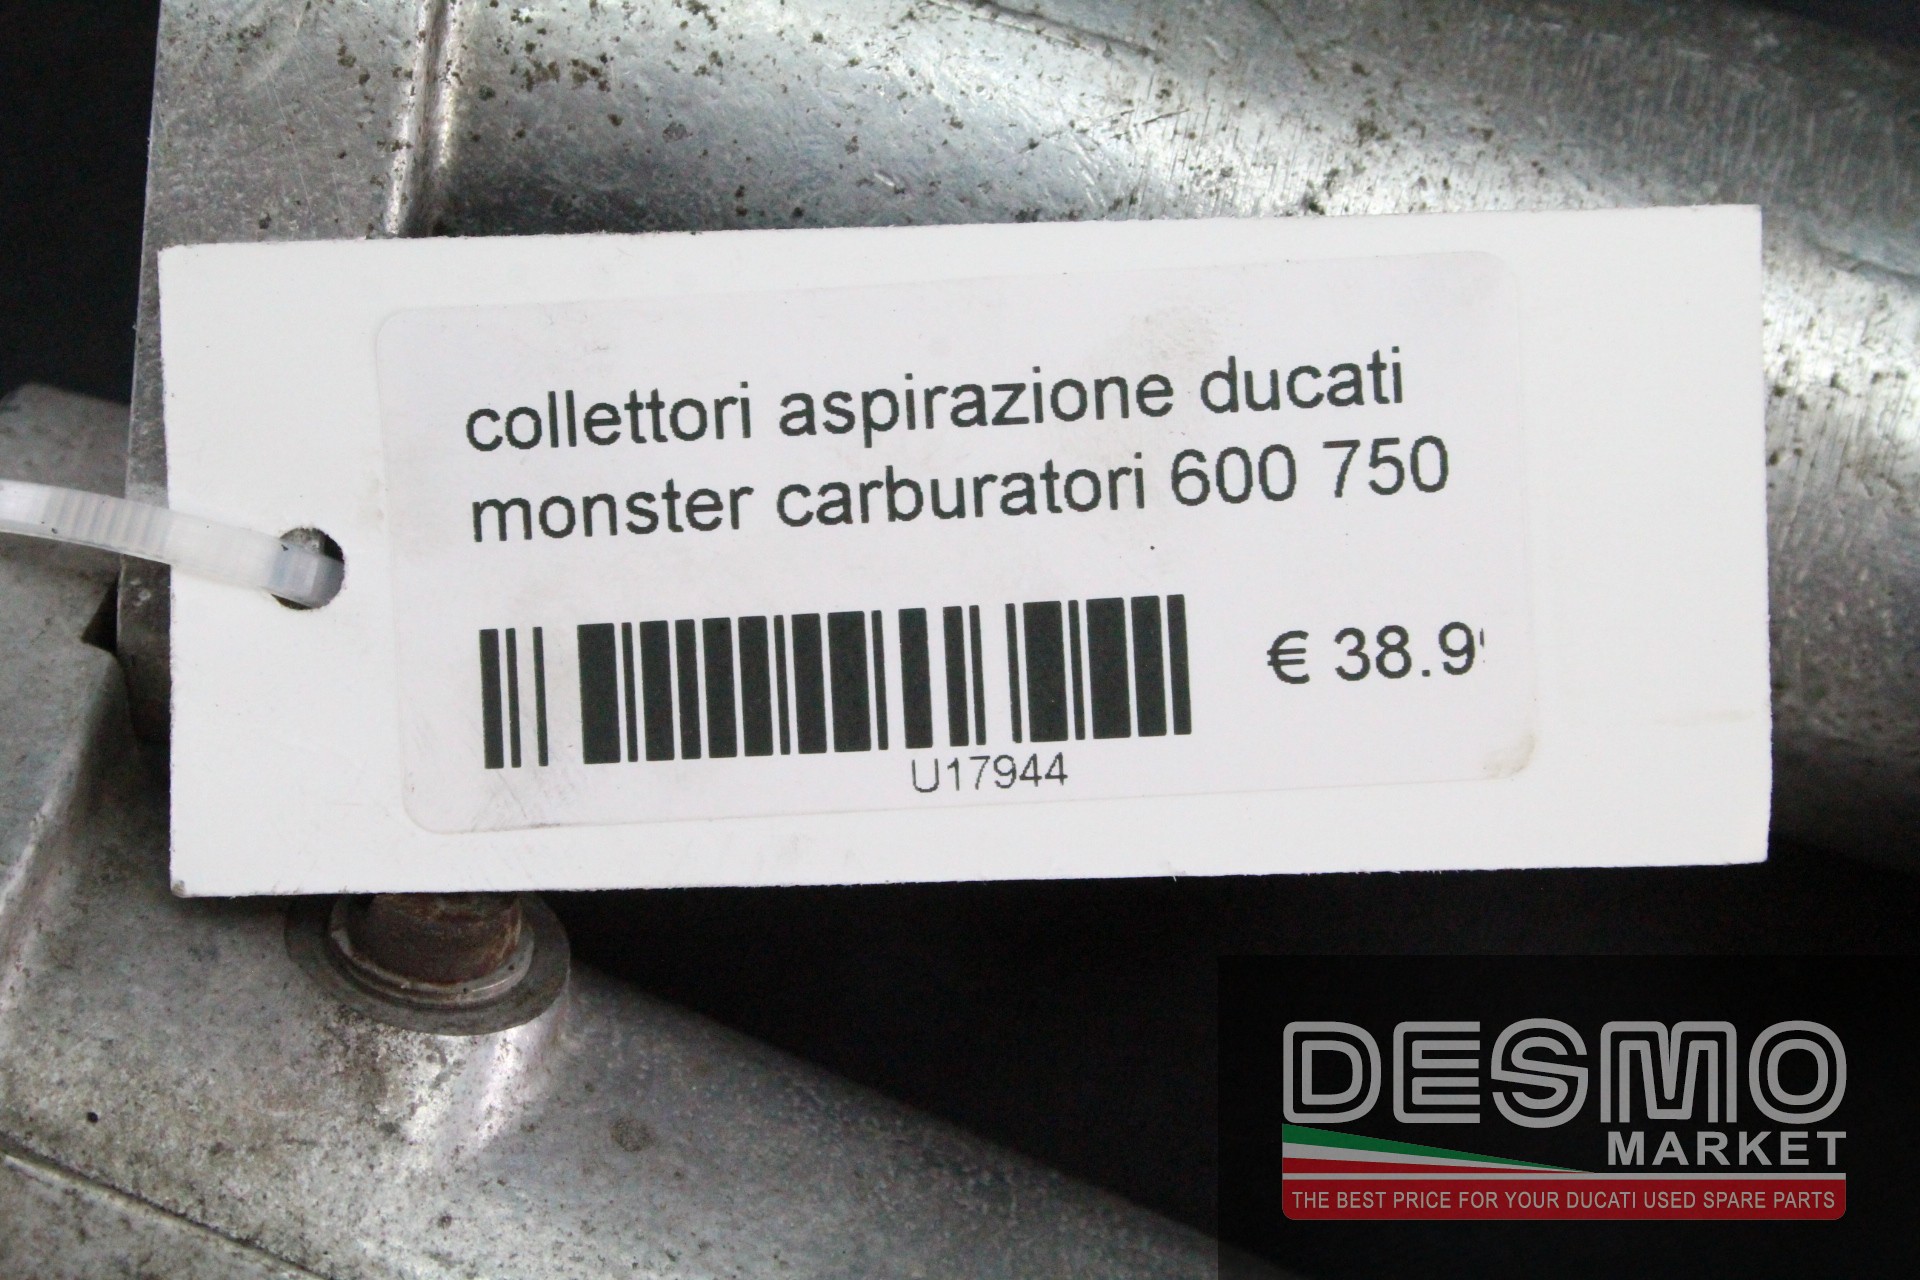 collettori aspirazione ducati
monster carburatori 600 750
€ 38.9
U17944
DESMO
MARKET
THE BEST PRICE FOR YOUR DUCATI USED SPARE PARTS